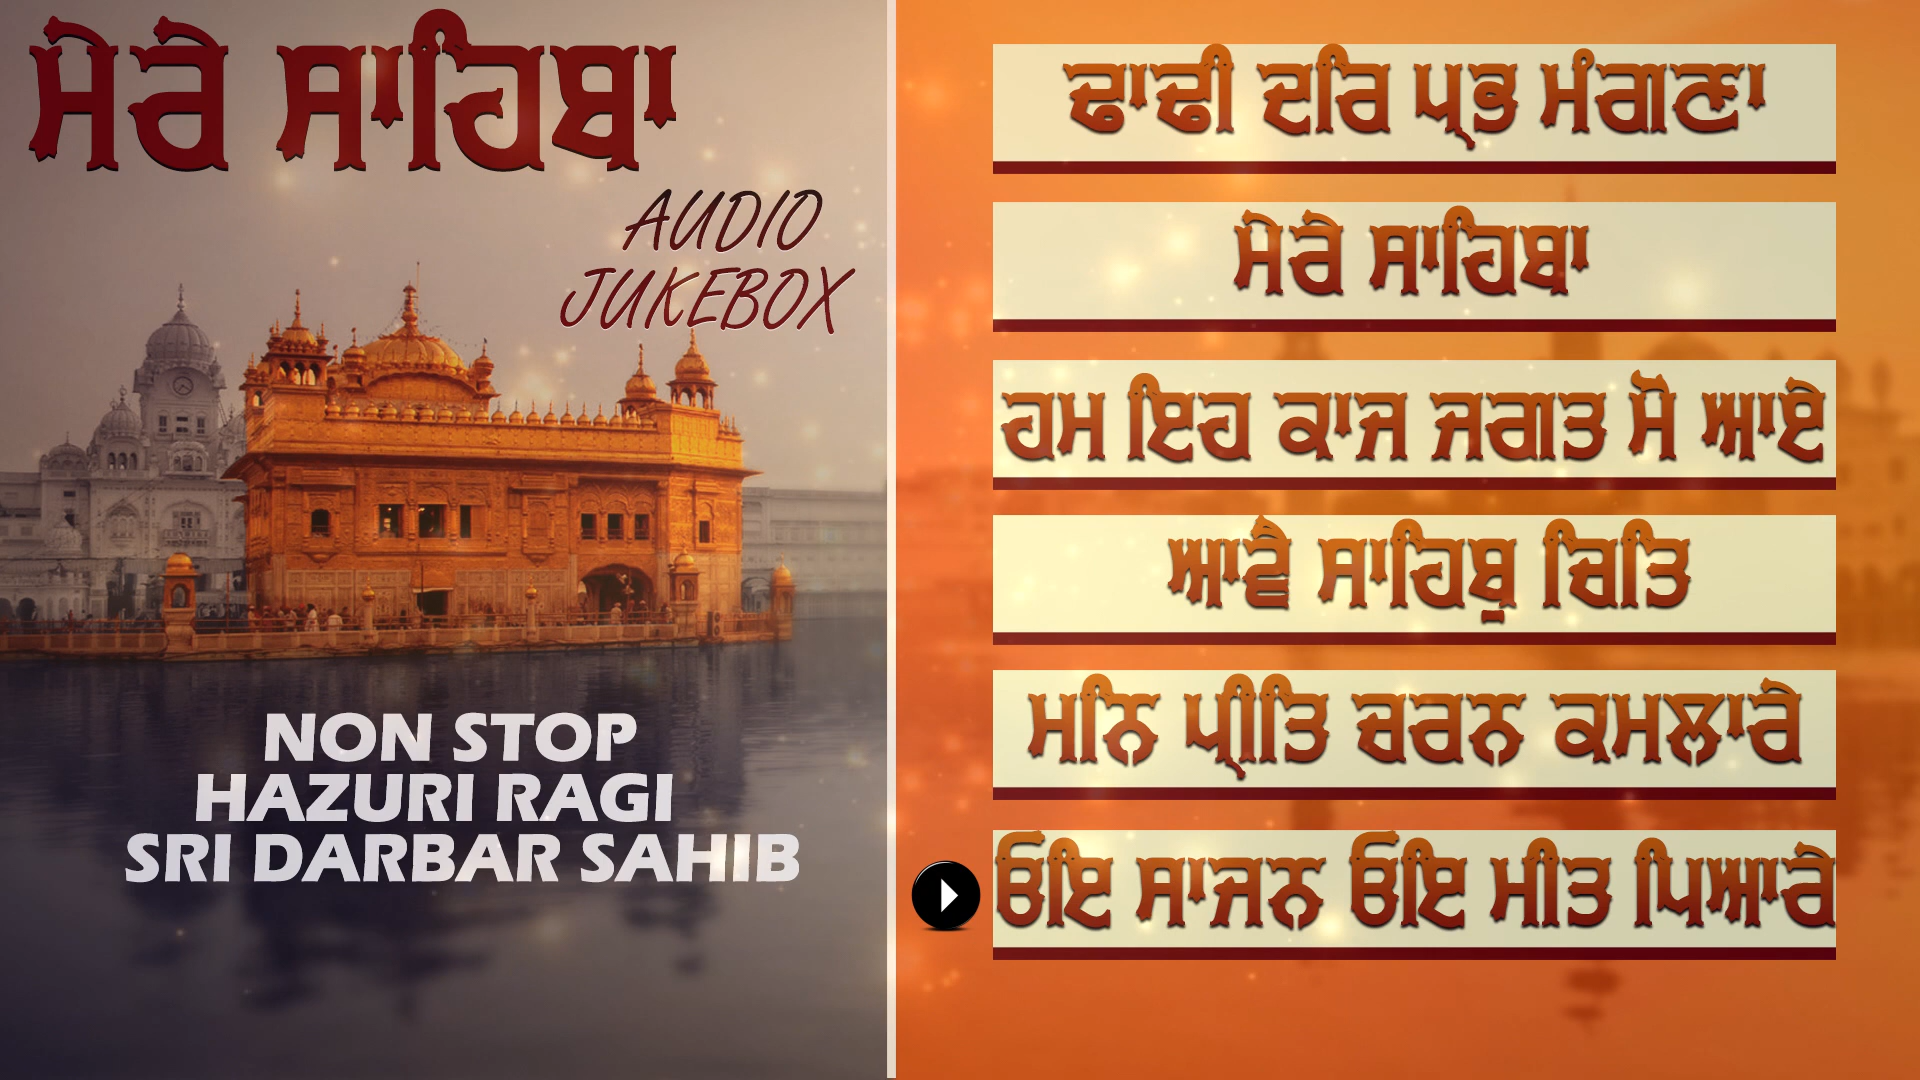 ਮੇਰੇ ਸਾਹਿਬਾ
AUDIO
JUKEBOX
NON STOP
HAZURI RAGI
SRI DARBAR SAHIB
ਢਾਢੀ ਦਰਿ ਪ੍ਰਭ ਮੰਗਣਾ
ਮੇਰੇ ਸਾਹਿਬਾ
ਹਮ ਇਹ ਕਾਜ ਜਗਤ ਮੌ ਆਏ
ਆਵੈ ਸਾਹਿਬੁ ਚਿਤਿ
ਮਨਿ ਪ੍ਰੀਤਿ ਚਰਨ ਕਮਲਾਰੇ
ਓਇ ਸਾਜਨ ਓਇ ਮੀਤ ਪਿਆਰੇ